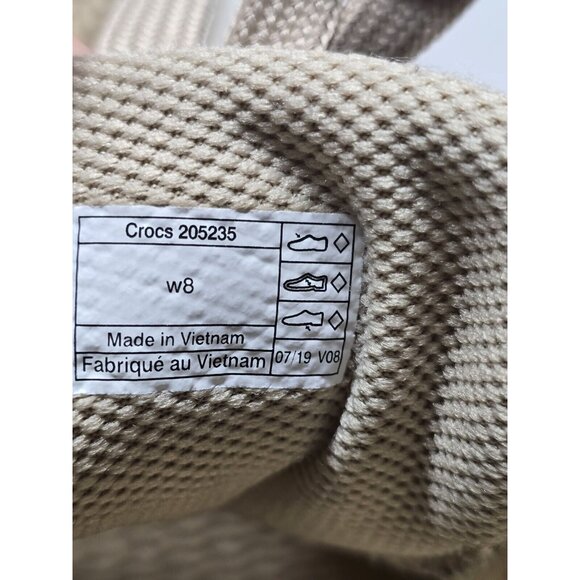 Crocs 205235
w8
Made in Vietnam
Fabriqué au Vietnam 07/19 V08